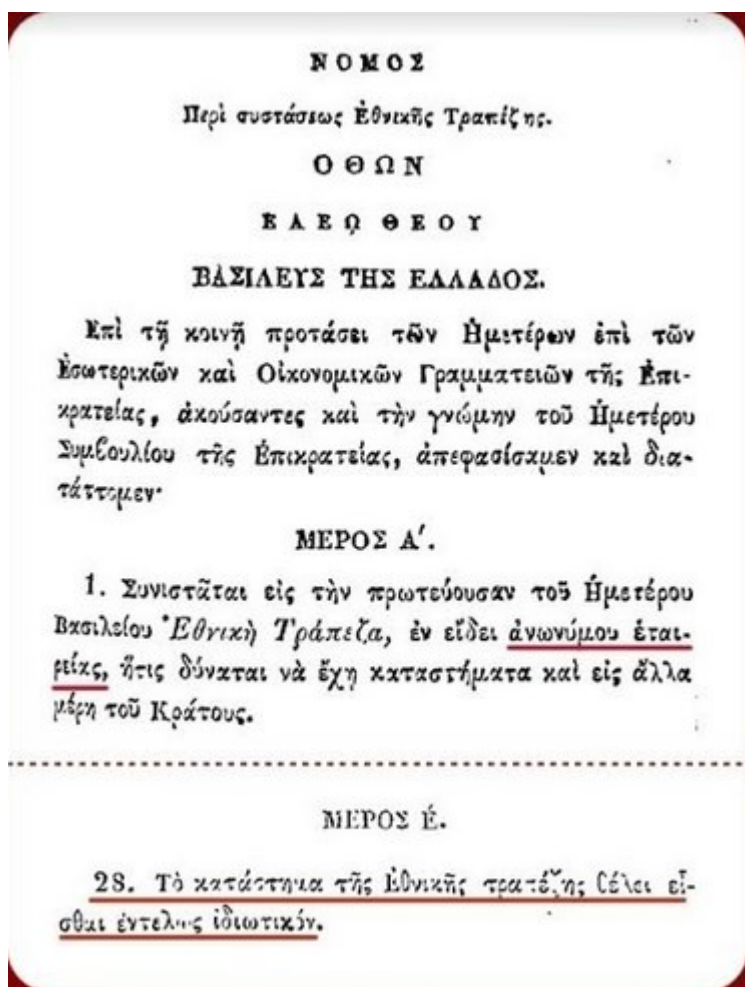 ΝΟΜΟΣ
Περὶ συστάσεως Ἐθνικῆς Τραπέζης.
ΟΘΩΝ
ΕΛΕΩ ΘΕΟΥ
ΒΑΣΙΛΕΥΣ ΤΗΣ ΕΛΛΑΔΟΣ.
Ἐπὶ τῇ κοινῇ προτάσει τῶν Ἡμετέρων ἐπὶ τῶν
Ἐσωτερικῶν καὶ Οἰκονομικῶν Γραμματειῶν τῆς Ἐπι-
κρατείας, ἀκούσαντες καὶ τὴν γνώμην τοῦ Ἡμετέρου
Συμβουλίου τῆς Ἐπικρατείας, ἀπεφασίσαμεν καὶ δια-
τάττομεν·
ΜΕΡΟΣ Α′.
1. Συνιστᾶται εἰς τὴν πρωτεύουσαν τοῦ Ἡμετέρου
Βασιλείου Ἐθνικὴ Τράπεζα, ἐν εἴδει ἀνωνύμου ἑται-
ρείας, ἥτις δύναται νὰ ἔχῃ καταστήματα καὶ εἰς ἄλλα
μέρη τοῦ Κράτους.
ΜΕΡΟΣ Έ.
28. Τὸ κατάστημα τῆς Ἐθνικῆς τραπέζης θέλει εἶ-
σθαι ἐντελῶς ἰδιωτικόν.